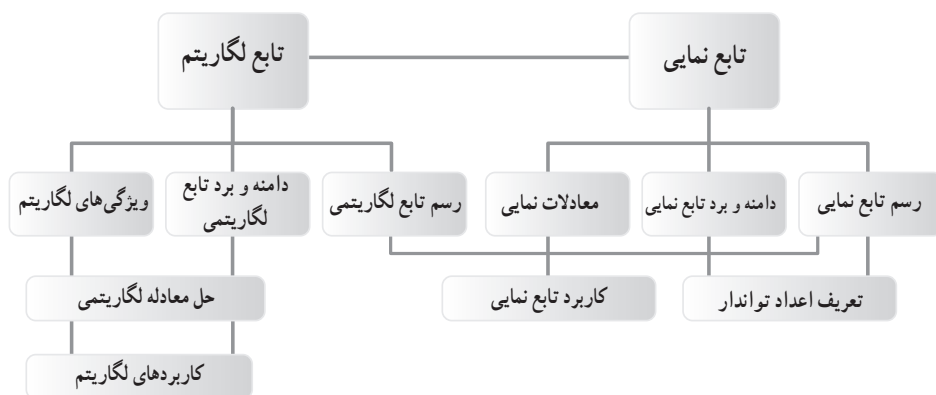 تابع نمایی
تابع لگاریتم
رسم تابع نمایی
دامنه و برد تابع نمایی
معادلات نمایی
رسم تابع لگاریتمی
دامنه و برد تابع
لگاریتمی
ویژگی‌های لگاریتم
تعریف اعداد تواندار
کاربرد تابع نمایی
حل معادله لگاریتمی
کاربردهای لگاریتم